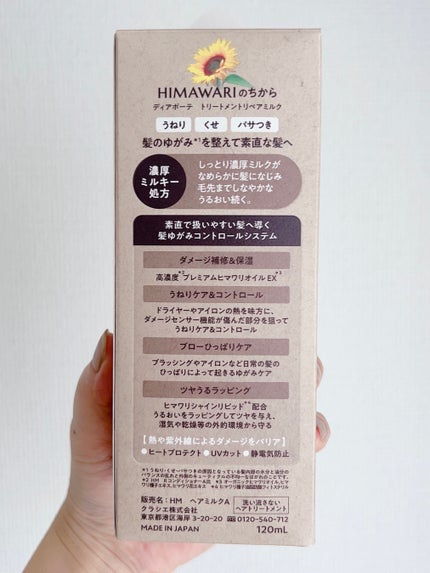 HIMAWARIのちから
ディアボーテ トリートメントリペアミルク
うねり くせ パサつき
髪のゆがみ*1を整えて素直な髪へ
濃厚
ミルキー
処方
しっとり濃厚ミルクが
なめらかに髪になじみ
毛先までしなやかな
うるおい続く。
素直で扱いやすい髪へ導く
髪ゆがみコントロールシステム
ダメージ補修&保湿
高濃度*2プレミアムヒマワリオイルEX*3
うねりケア&コントロール
ドライヤーやアイロンの熱を味方に、
ダメージセンサー機能が傷んだ部分を狙って
うねりケア&コントロール
ブローひっぱりケア
ブラッシングやアイロンなど日常の髪の
ひっぱりによって起きるゆがみケア
ツヤうるラッピング
ヒマワリシャインリピッド*4配合
うるおいをラッピングしてツヤを与え、
湿気や乾燥等の外的環境から守る
【熱や紫外線によるダメージをバリア】
●ヒートプロテクト ●UVカット ●静電気防止
販売名:HM ヘアミルクA
クラシエ株式会社
東京都港区海岸 3-20-20
MADE IN JAPAN
洗い流さない
ヘアトリートメント
0120-540-712
120mL